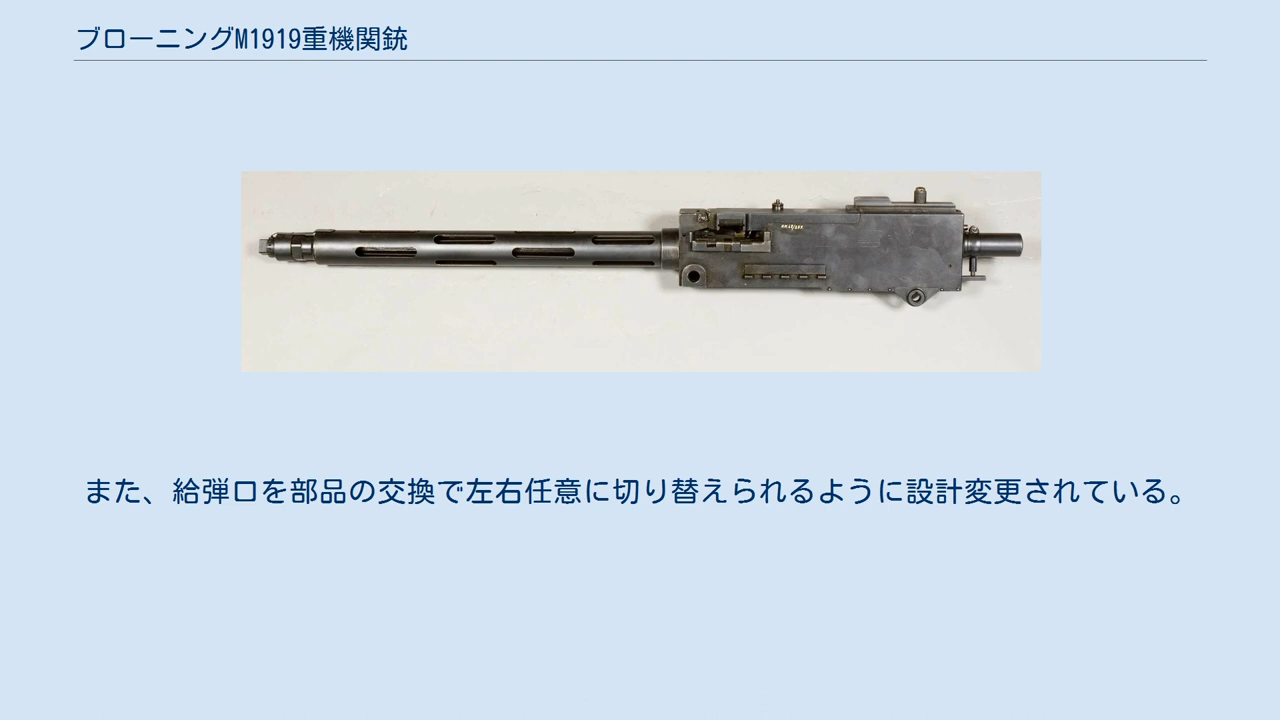 ブローニングM1919重機関銃
また、給弾口を部品の交換で左右任意に切り替えられるように設計変更されている。